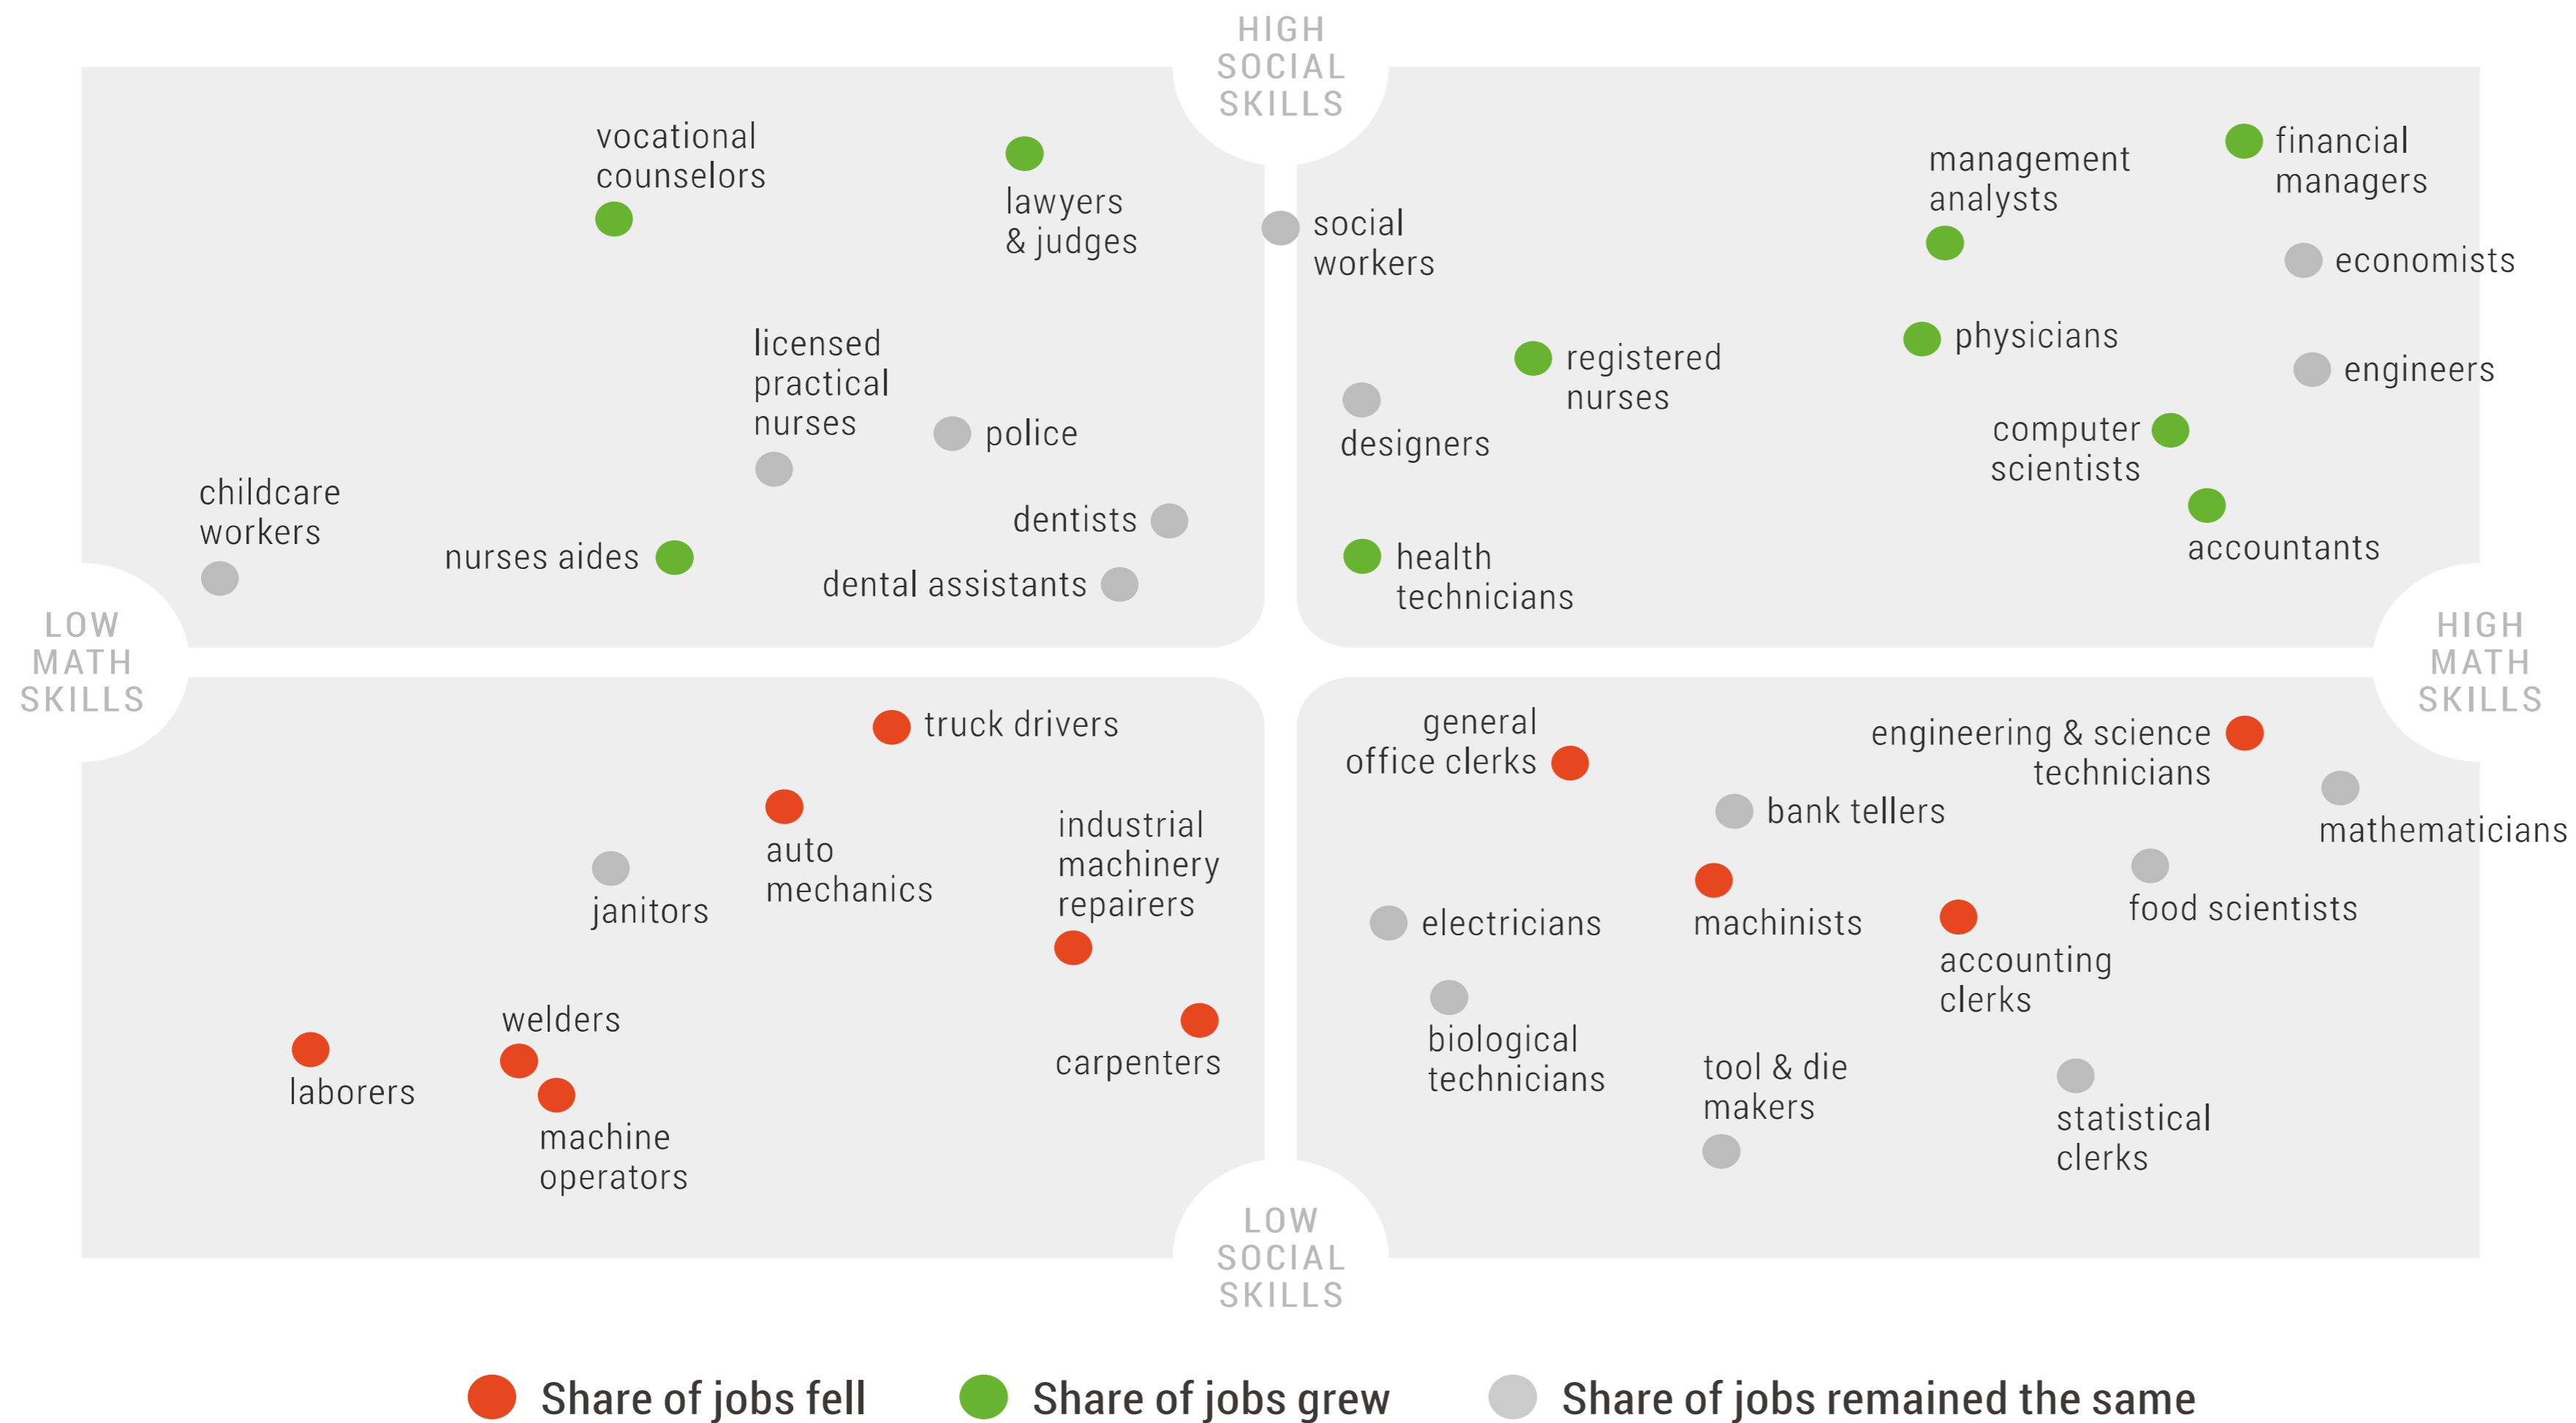 HIGH
SOCIAL
SKILLS
vocational
counselors
lawyers
& judges
licensed
practical
nurses
police
childcare
workers
nurses aides
dentists
dental assistants
social
workers
management
analysts
financial
managers
economists
registered
nurses
physicians
engineers
designers
computer
scientists
accountants
health
technicians
LOW
MATH
SKILLS
HIGH
MATH
SKILLS
truck drivers
auto
mechanics
industrial
machinery
repairers
janitors
welders
laborers
machine
operators
carpenters
general
office clerks
engineering & science
technicians
bank tellers
mathematicians
machinists
food scientists
electricians
accounting
clerks
biological
technicians
tool & die
makers
statistical
clerks
LOW
SOCIAL
SKILLS
Share of jobs fell
Share of jobs grew
Share of jobs remained the same